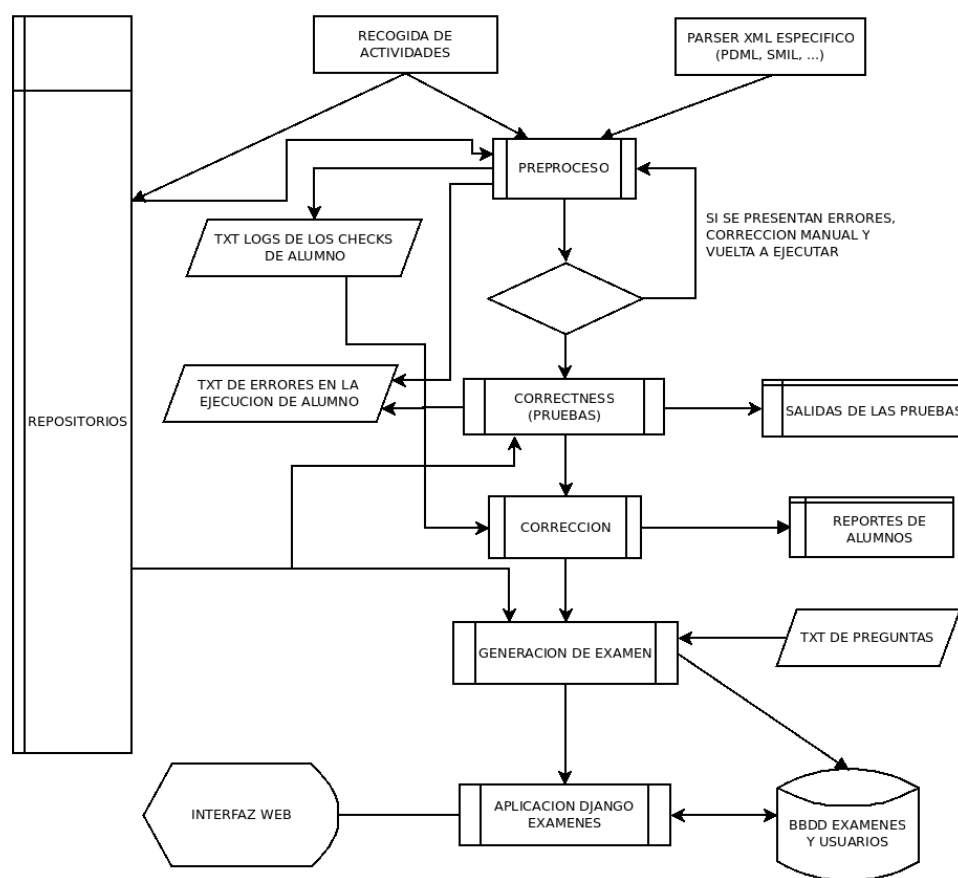 RECOGIDA DE
ACTIVIDADES
PARSER XML ESPECIFICO
(PDML, SMIL, ...)
PREPROCESO
SI SE PRESENTAN ERRORES,
CORRECCION MANUAL Y
VUELTA A EJECUTAR
TXT LOGS DE LOS CHECKS
DE ALUMNO
TXT DE ERRORES EN LA
EJECUCION DE ALUMNO
CORRECTNESS
(PRUEBAS)
SALIDAS DE LAS PRUEBAS
REPOSITORIOS
CORRECCION
REPORTES DE
ALUMNOS
GENERACION DE EXAMEN
TXT DE PREGUNTAS
INTERFAZ WEB
APLICACION DJANGO
EXAMENES
BBDD EXAMENES
Y USUARIOS